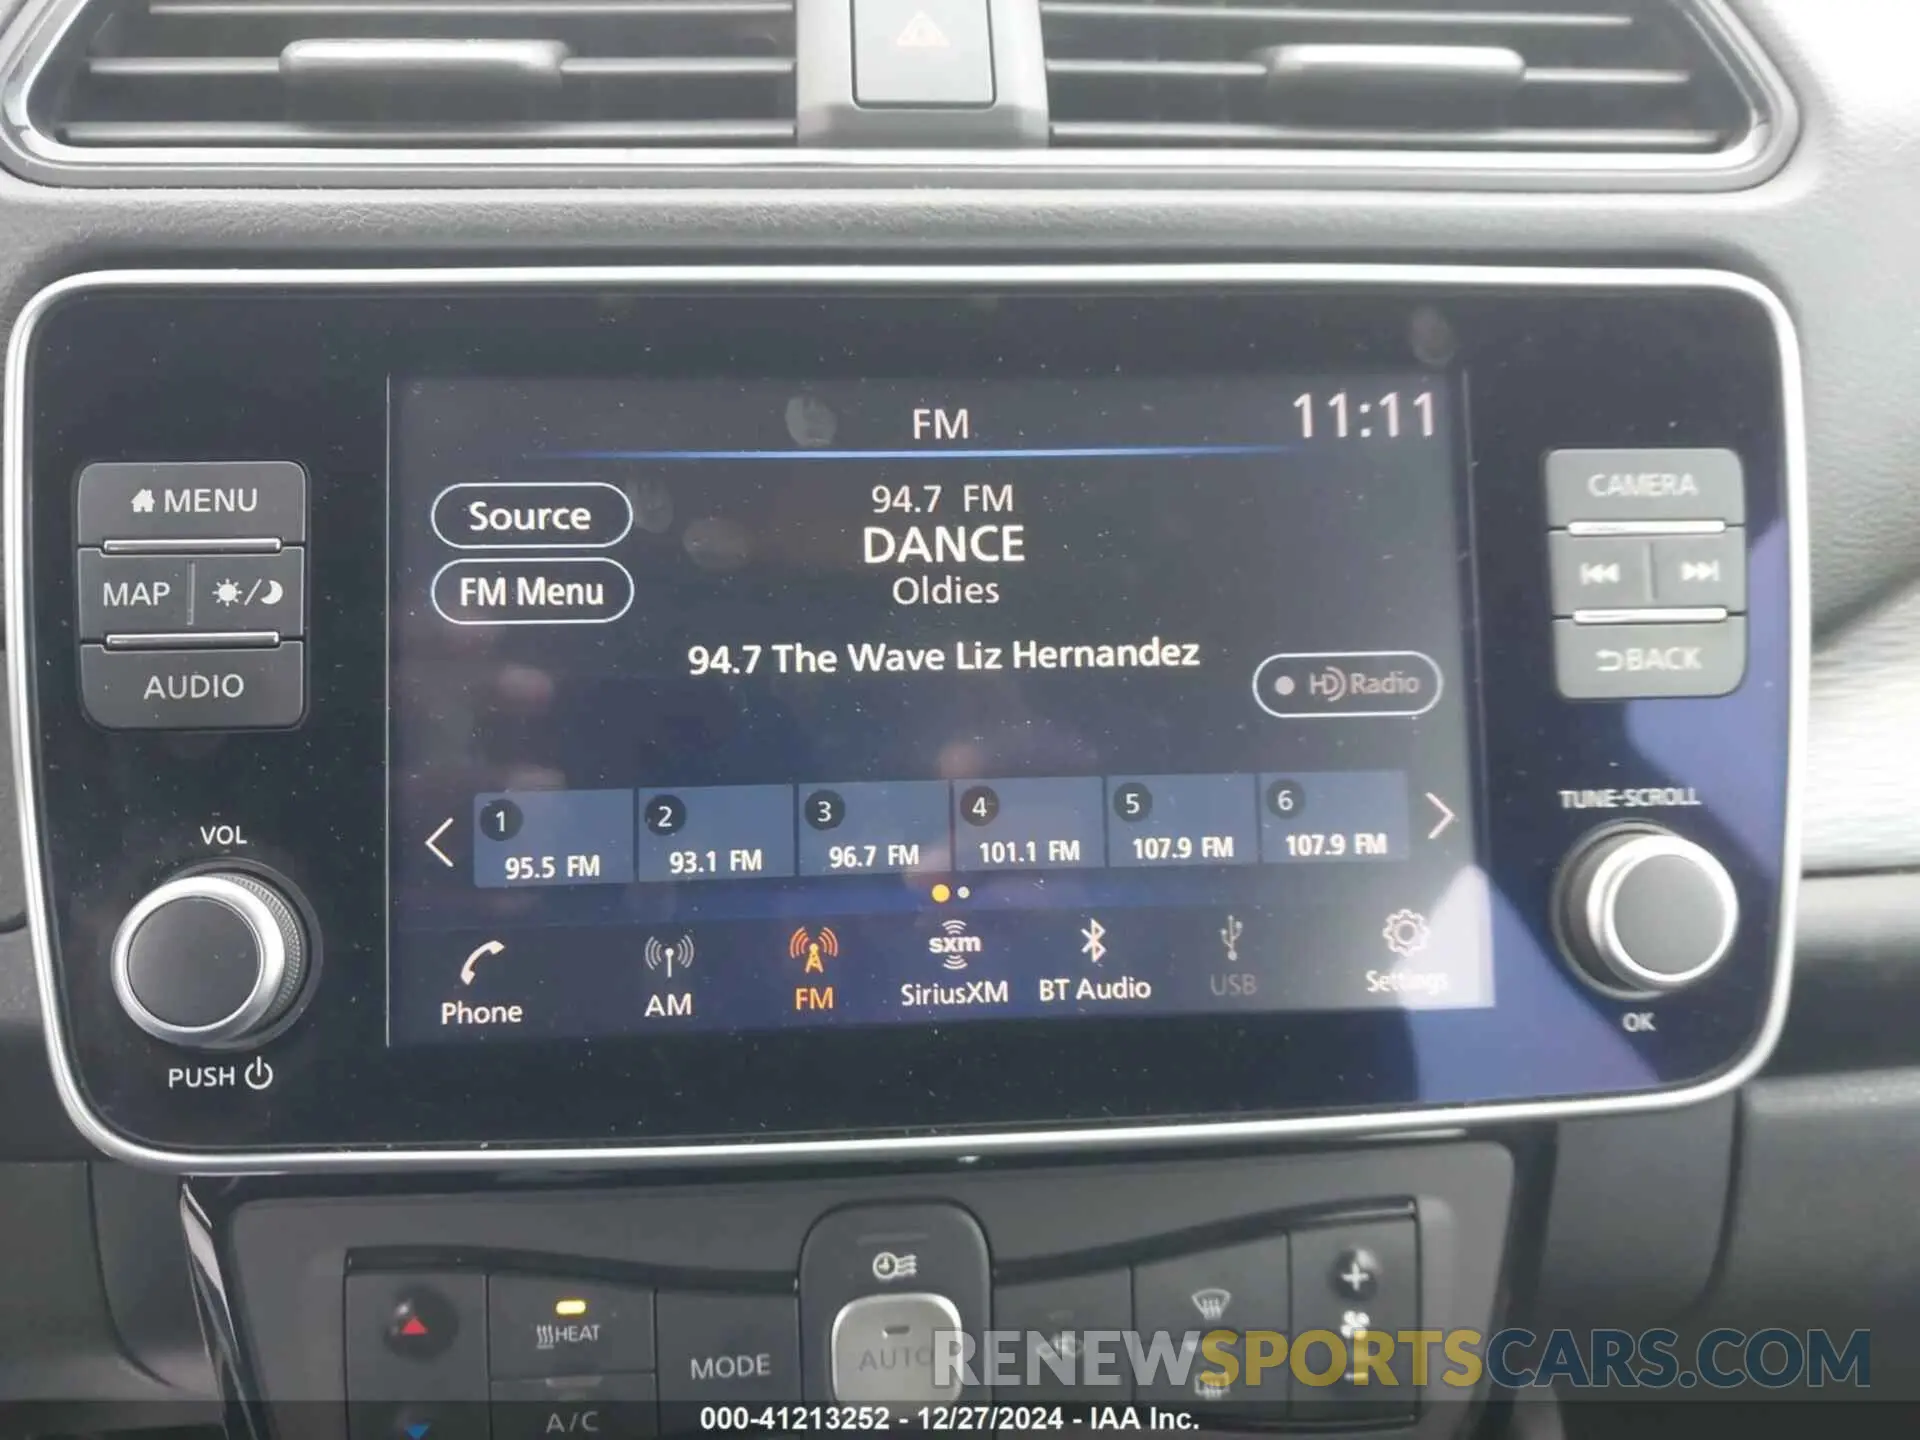 FM
11:11
MENU
MAP
AUDIO
VOL
PUSH
Source
FM Menu
94.7 FM
DANCE
Oldies
94.7 The Wave Liz Hernandez
HD Radio
1
95.5 FM
2
93.1 FM
3
96.7 FM
4
101.1 FM
5
107.9 FM
6
107.9 FM
Phone
AM
FM
sxm
SiriusXM
BT Audio
USB
Settings
CAMERA
BACK
TUNE·SCROLL
OK
HEAT
A/C
MODE
AUTO
RENEWSPORTSCARS.COM
000-41213252 - 12/27/2024 - IAA Inc.